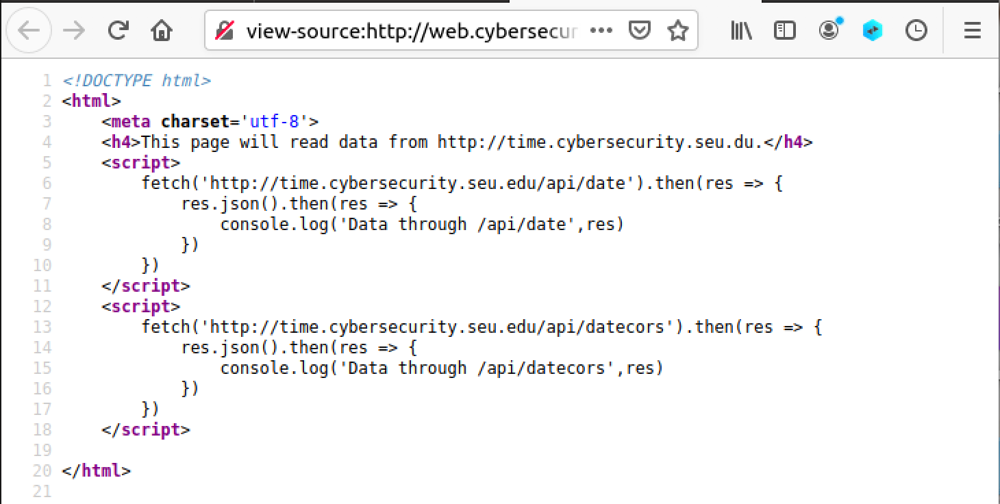 view-source:http://web.cybersecur
1 <!DOCTYPE html>
2 <html>
3     <meta charset='utf-8'>
4     <h4>This page will read data from http://time.cybersecurity.seu.du.</h4>
5     <script>
6         fetch('http://time.cybersecurity.seu.edu/api/date').then(res => {
7             res.json().then(res => {
8                 console.log('Data through /api/date',res)
9             })
10         })
11     </script>
12     <script>
13         fetch('http://time.cybersecurity.seu.edu/api/datecors').then(res => {
14             res.json().then(res => {
15                 console.log('Data through /api/datecors',res)
16             })
17         })
18     </script>
19
20 </html>
21